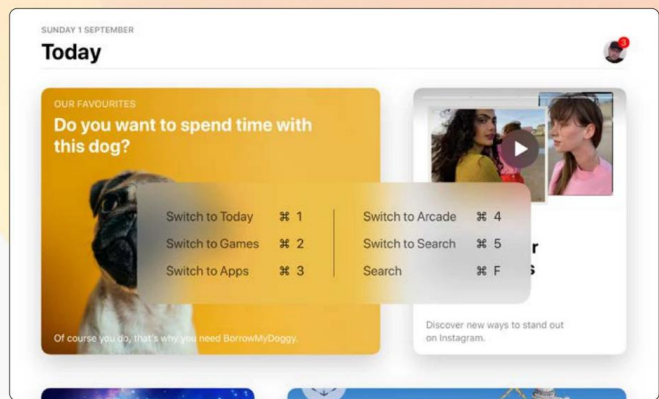 SUNDAY 1 SEPTEMBER
Today
3
OUR FAVOURITES
Do you want to spend time with
this dog?
Switch to Today ⌘ 1
Switch to Games ⌘ 2
Switch to Apps ⌘ 3
Switch to Arcade ⌘ 4
Switch to Search ⌘ 5
Search ⌘ F
Of course you do, that's why you need BorrowMyDoggy.
Discover new ways to stand out
on Instagram.